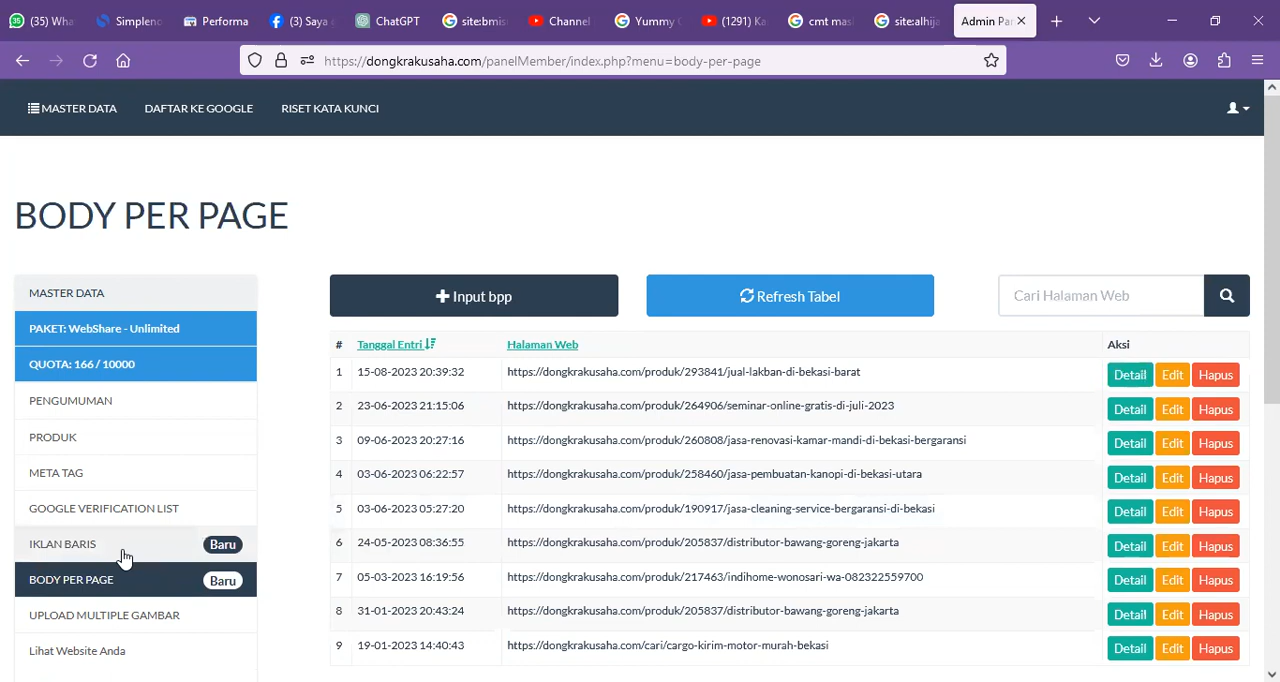 (35) Wha
Simplenc
Performa
(3) Saya
ChatGPT
site:bmis
Channel
Yummy
(1291) Ka
cmt mas
site:alhija
Admin Pan
https://dongkrakusaha.com/panelMember/index.php?menu=body-per-page
MASTER DATA
DAFTAR KE GOOGLE
RISET KATA KUNCI
BODY PER PAGE
MASTER DATA
PAKET: WebShare - Unlimited
QUOTA: 166 / 10000
PENGUMUMAN
PRODUK
META TAG
GOOGLE VERIFICATION LIST
IKLAN BARIS Baru
BODY PER PAGE Baru
UPLOAD MULTIPLE GAMBAR
Lihat Website Anda
Input bpp
Refresh Tabel
Cari Halaman Web
# Tanggal Entri Halaman Web Aksi
1 15-08-2023 20:39:32 https://dongkrakusaha.com/produk/293841/jual-lakban-di-bekasi-barat Detail Edit Hapus
2 23-06-2023 21:15:06 https://dongkrakusaha.com/produk/264906/seminar-online-gratis-di-juli-2023 Detail Edit Hapus
3 09-06-2023 20:27:16 https://dongkrakusaha.com/produk/260808/jasa-renovasi-kamar-mandi-di-bekasi-bergaransi Detail Edit Hapus
4 03-06-2023 06:22:57 https://dongkrakusaha.com/produk/258460/jasa-pembuatan-kanopi-di-bekasi-utara Detail Edit Hapus
5 03-06-2023 05:27:20 https://dongkrakusaha.com/produk/190917/jasa-cleaning-service-bergaransi-di-bekasi Detail Edit Hapus
6 24-05-2023 08:36:55 https://dongkrakusaha.com/produk/205837/distributor-bawang-goreng-jakarta Detail Edit Hapus
7 05-03-2023 16:19:56 https://dongkrakusaha.com/produk/217463/indihome-wonosari-wa-082322559700 Detail Edit Hapus
8 31-01-2023 20:43:24 https://dongkrakusaha.com/produk/205837/distributor-bawang-goreng-jakarta Detail Edit Hapus
9 19-01-2023 14:40:43 https://dongkrakusaha.com/cari/cargo-kirim-motor-murah-bekasi Detail Edit Hapus